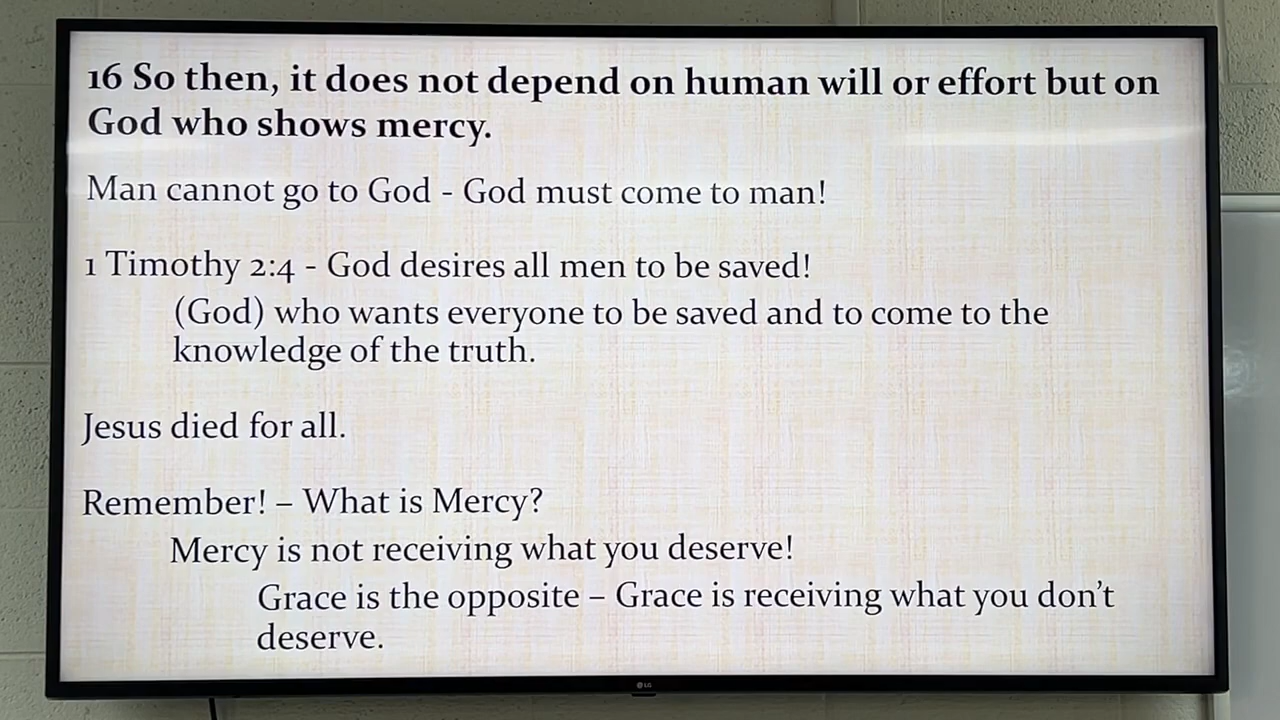 16 So then, it does not depend on human will or effort but on
God who shows mercy.
Man cannot go to God - God must come to man!
1 Timothy 2:4 - God desires all men to be saved!
(God) who wants everyone to be saved and to come to the
knowledge of the truth.
Jesus died for all.
Remember! – What is Mercy?
Mercy is not receiving what you deserve!
Grace is the opposite – Grace is receiving what you don’t
deserve.
LG